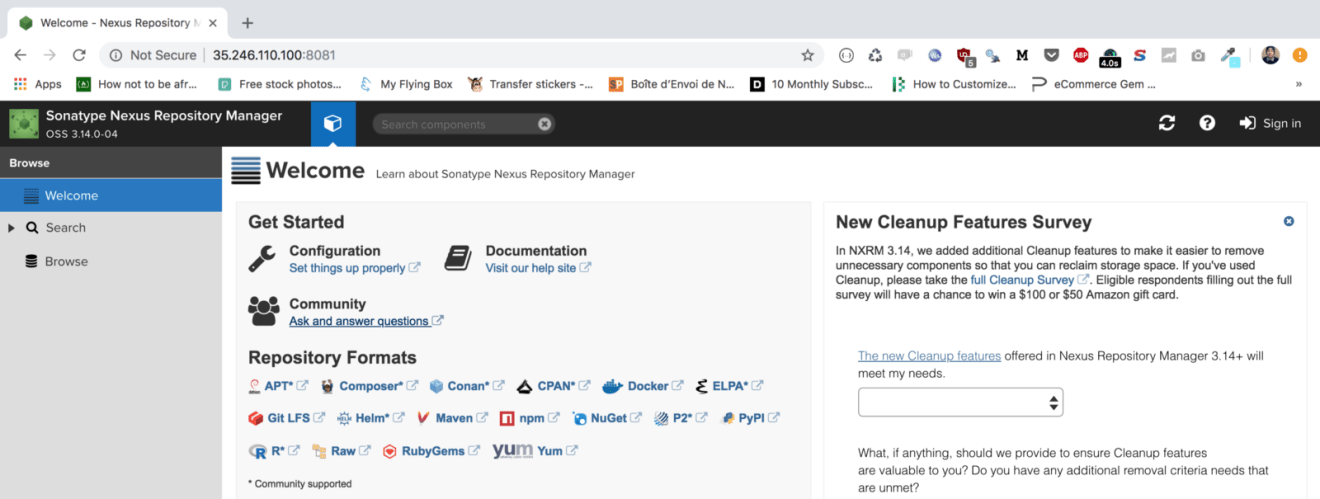 Welcome - Nexus Repository M
Not Secure 35.246.110.100:8081
5
M
ABP
4.0s
S
Apps
How not to be afr...
Free stock photos...
My Flying Box
Transfer stickers -...
SP Boîte d'Envoi de N...
D 10 Monthly Subsc...
How to Customize...
eCommerce Gem ...
»
Sonatype Nexus Repository Manager
OSS 3.14.0-04
Search components
Sign in
Browse
Welcome
Search
Browse
Welcome Learn about Sonatype Nexus Repository Manager
Get Started
Configuration
Set things up properly
Documentation
Visit our help site
Community
Ask and answer questions
Repository Formats
APT* Composer* Conan* CPAN* Docker ELPA*
Git LFS HELM Helm* Maven npm NuGet P2* PyPI
R R* Raw RubyGems yum Yum
* Community supported
New Cleanup Features Survey
In NXRM 3.14, we added additional Cleanup features to make it easier to remove
unnecessary components so that you can reclaim storage space. If you've used
Cleanup, please take the full Cleanup Survey. Eligible respondents filling out the full
survey will have a chance to win a $100 or $50 Amazon gift card.
The new Cleanup features offered in Nexus Repository Manager 3.14+ will
meet my needs.
What, if anything, should we provide to ensure Cleanup features
are valuable to you? Do you have any additional removal criteria needs that
are unmet?